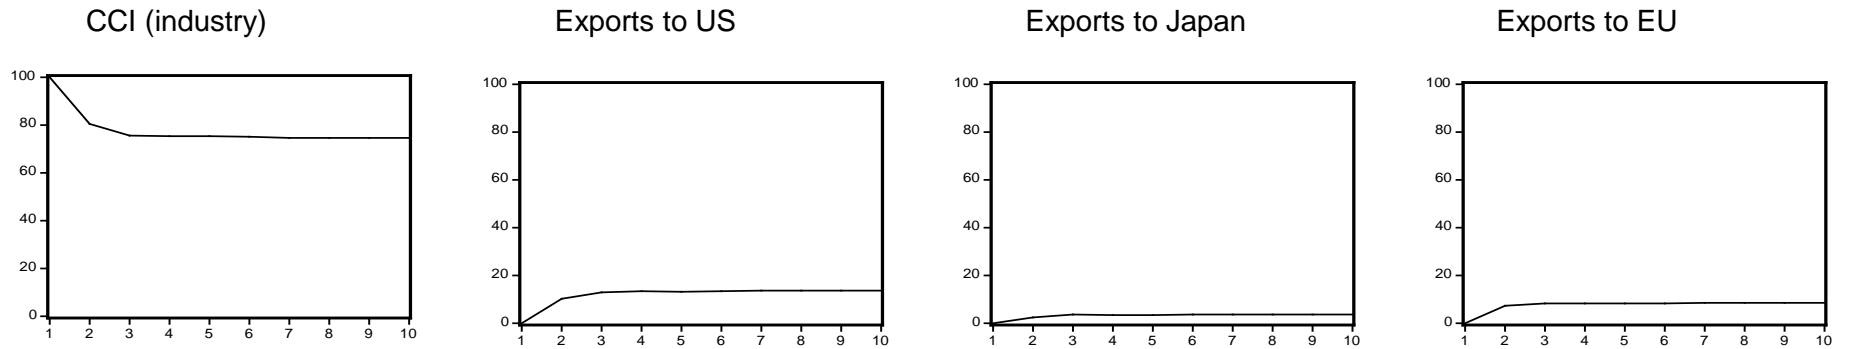 CCI (industry) Exports to US Exports to Japan Exports to EU
100 100 100 100
80 80 80 80
60 60 60 60
40 40 40 40
20 20 20 20
0 0 0 0
1 2 3 4 5 6 7 8 9 10 1 2 3 4 5 6 7 8 9 10 1 2 3 4 5 6 7 8 9 10 1 2 3 4 5 6 7 8 9 10